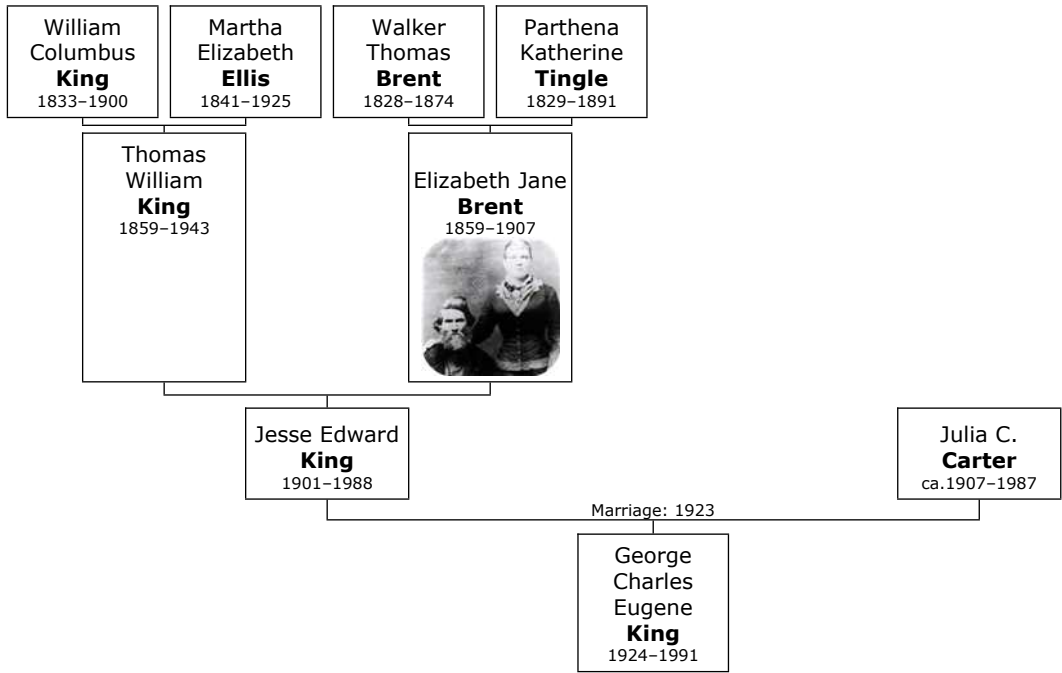 William
Columbus
King
1833–1900
Martha
Elizabeth
Ellis
1841–1925
Walker
Thomas
Brent
1828–1874
Parthena
Katherine
Tingle
1829–1891
Thomas
William
King
1859–1943
Elizabeth Jane
Brent
1859–1907
Jesse Edward
King
1901–1988
Julia C.
Carter
ca.1907–1987
Marriage: 1923
George
Charles
Eugene
King
1924–1991